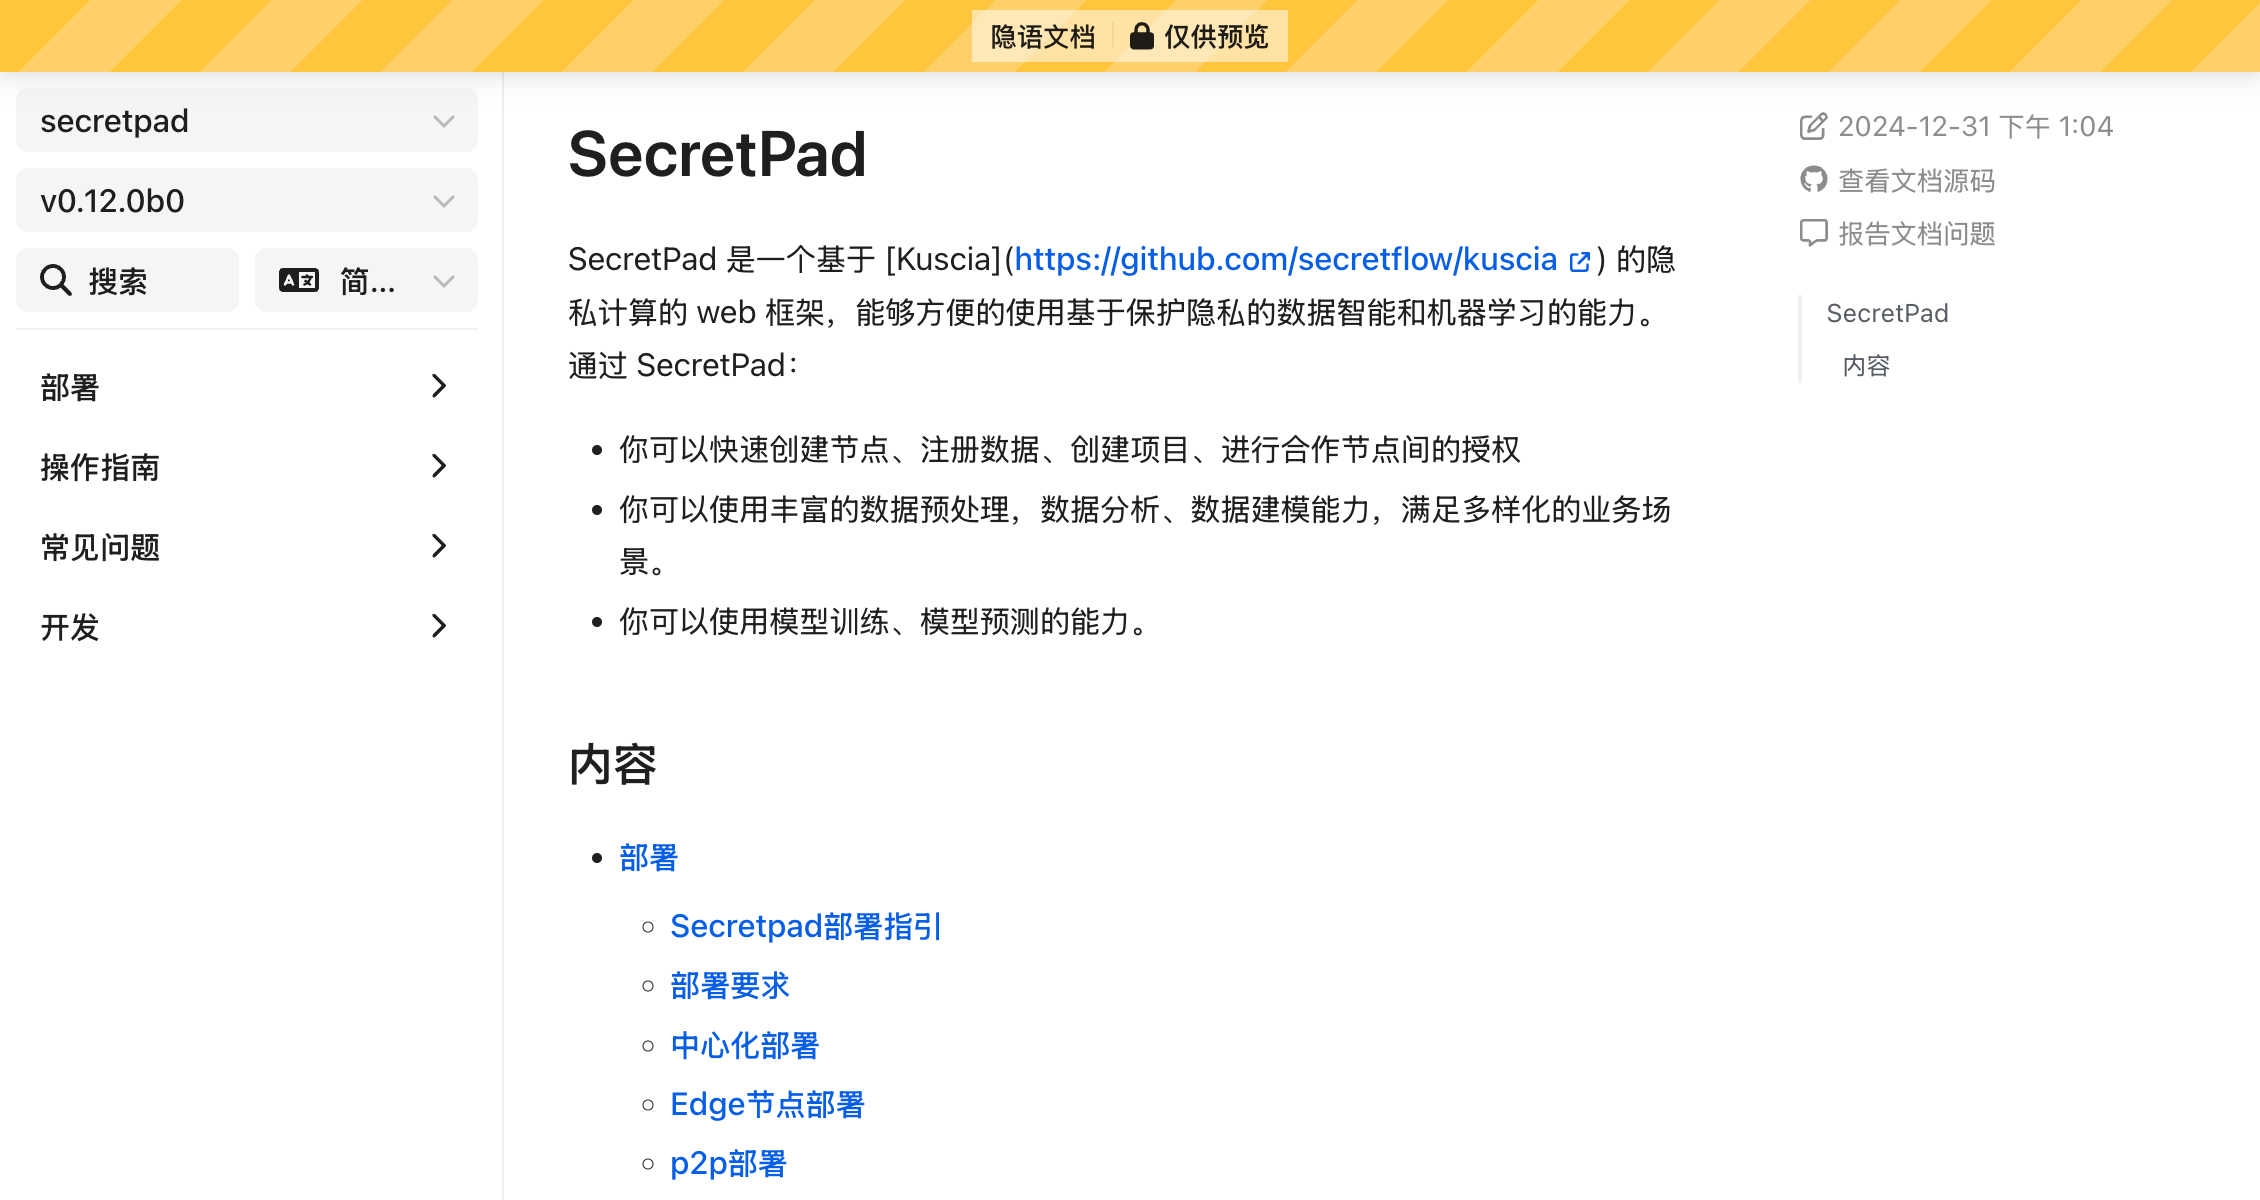 隐语文档
仅供预览
secretpad
v0.12.0b0
搜索
简...
部署
操作指南
常见问题
开发
SecretPad
SecretPad 是一个基于 [Kuscia](https://github.com/secretflow/kuscia ) 的隐
私计算的 web 框架，能够方便的使用基于保护隐私的数据智能和机器学习的能力。
通过 SecretPad：
你可以快速创建节点、注册数据、创建项目、进行合作节点间的授权
你可以使用丰富的数据预处理，数据分析、数据建模能力，满足多样化的业务场
景。
你可以使用模型训练、模型预测的能力。
内容
部署
Secretpad部署指引
部署要求
中心化部署
Edge节点部署
p2p部署
2024-12-31 下午 1:04
查看文档源码
报告文档问题
SecretPad
内容